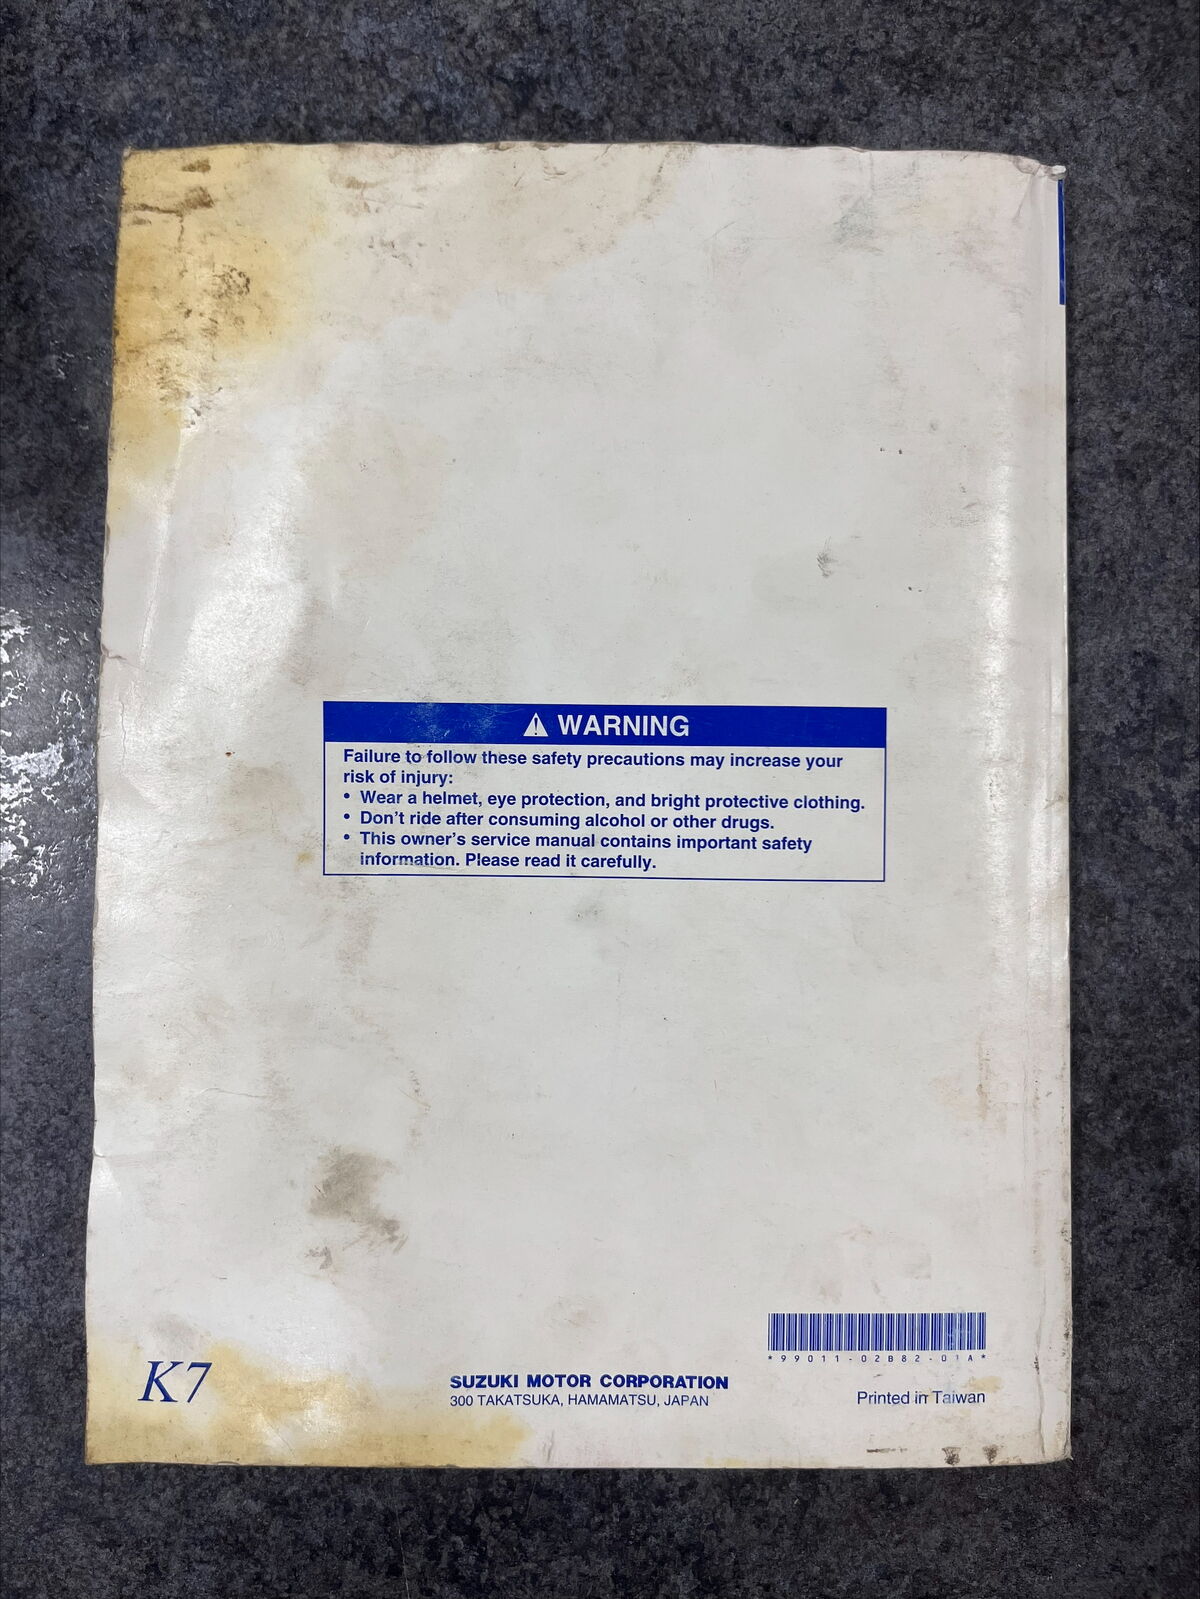 WARNING
Failure to follow these safety precautions may increase your
risk of injury:
• Wear a helmet, eye protection, and bright protective clothing.
• Don't ride after consuming alcohol or other drugs.
• This owner's service manual contains important safety
information. Please read it carefully.
*99011-02B82-01A*
K7
SUZUKI MOTOR CORPORATION
300 TAKATSUKA, HAMAMATSU, JAPAN
Printed in Taiwan